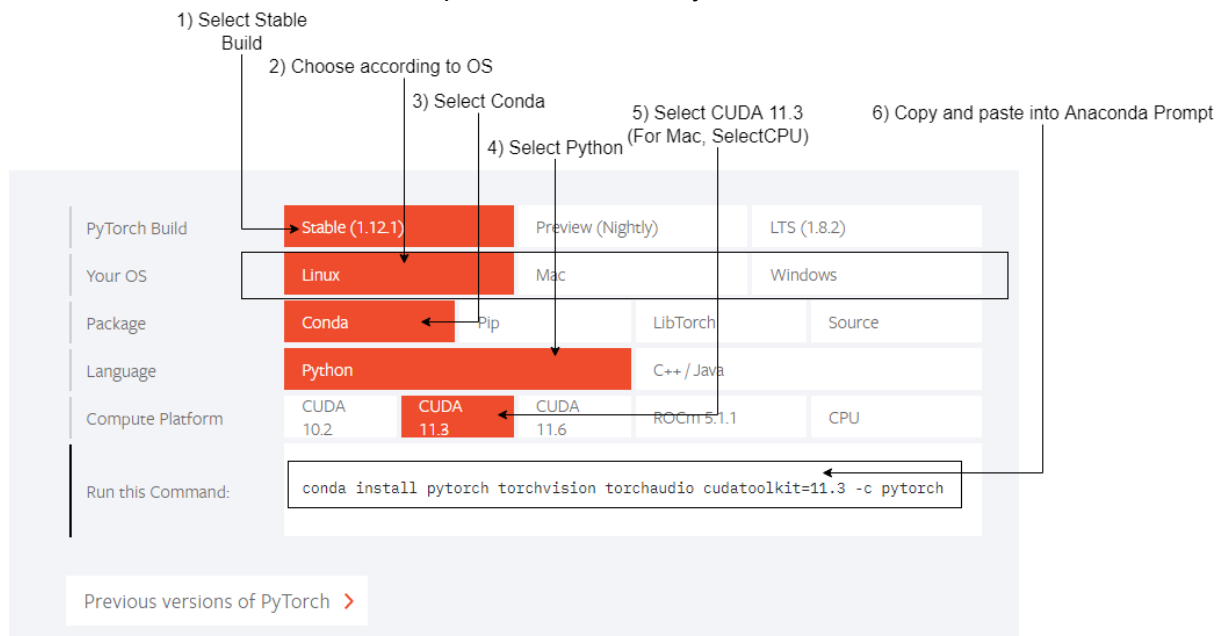 1) Select Stable
Build
2) Choose according to OS
3) Select Conda
4) Select Python
5) Select CUDA 11.3
(For Mac, SelectCPU)
6) Copy and paste into Anaconda Prompt
PyTorch Build Stable (1.12.1) Preview (Nightly) LTS (1.8.2)
Your OS Linux Mac Windows
Package Conda Pip LibTorch Source
Language Python C++ / Java
Compute Platform CUDA 10.2 CUDA 11.3 CUDA 11.6 ROCm 5.1.1 CPU
Run this Command: conda install pytorch torchvision torchaudio cudatoolkit=11.3 -c pytorch
Previous versions of PyTorch